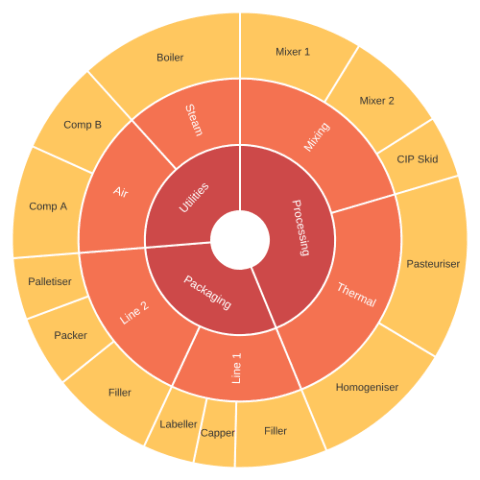 Processing
Packaging
Utilities
Mixing
Thermal
Line 1
Line 2
Air
Steam
Mixer 1
Mixer 2
CIP Skid
Pasteuriser
Homogeniser
Filler
Capper
Labeller
Filler
Packer
Palletiser
Comp A
Comp B
Boiler